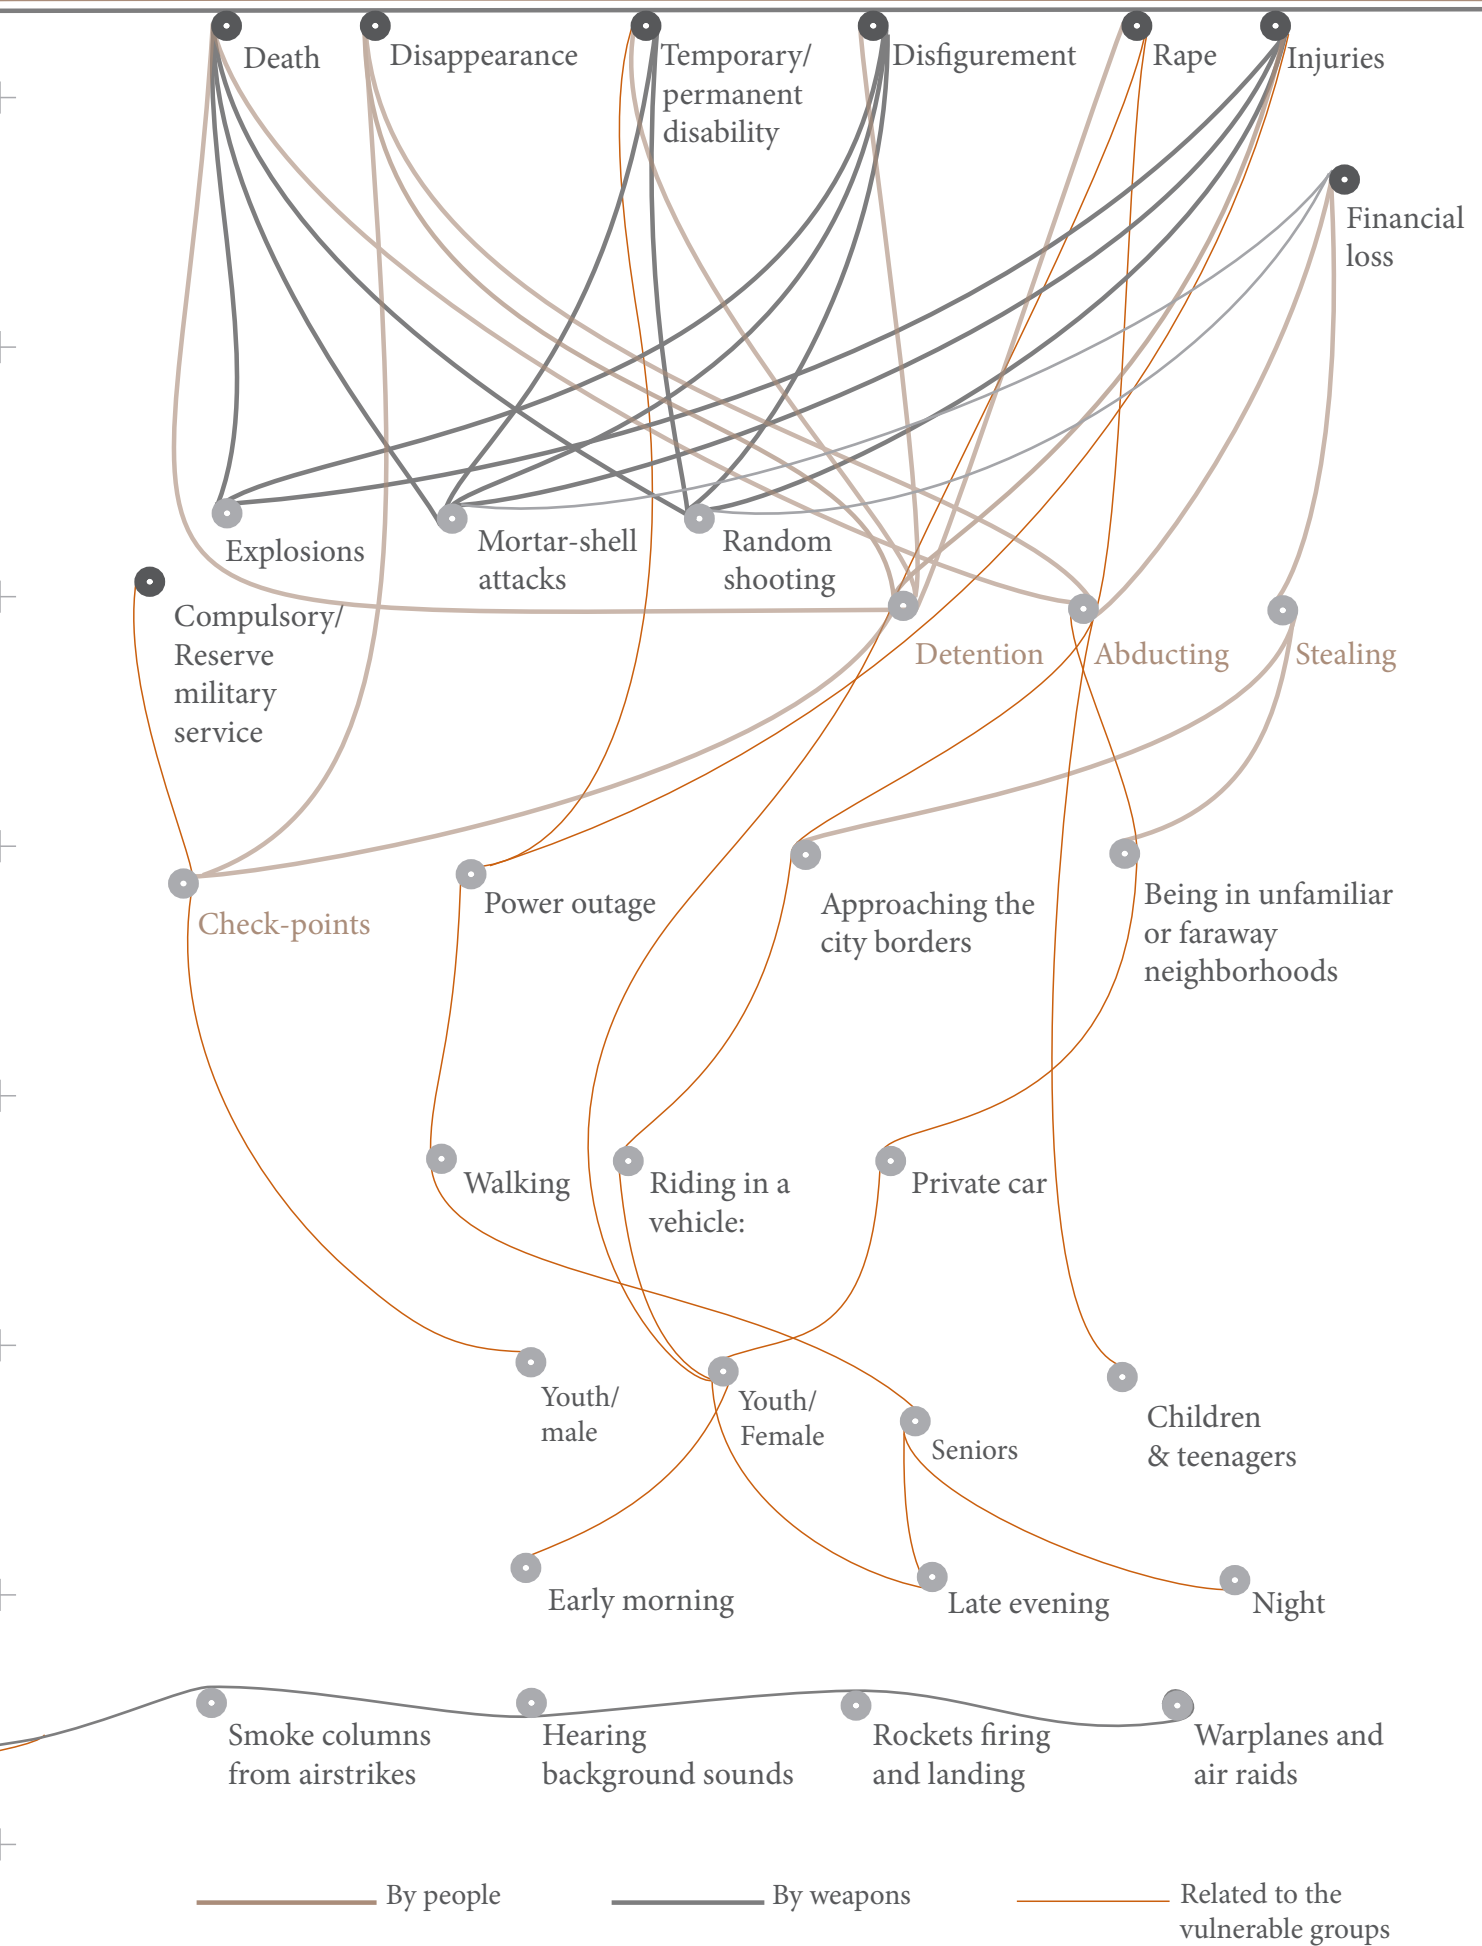 Death
Disappearance
Temporary/
permanent
disability
Disfigurement
Rape
Injuries
Financial
loss
Explosions
Mortar-shell
attacks
Random
shooting
Compulsory/
Reserve
military
service
Detention
Abducting
Stealing
Check-points
Power outage
Approaching the
city borders
Being in unfamiliar
or faraway
neighborhoods
Walking
Riding in a
vehicle:
Private car
Youth/
male
Youth/
Female
Seniors
Children
& teenagers
Early morning
Late evening
Night
Smoke columns
from airstrikes
Hearing
background sounds
Rockets firing
and landing
Warplanes and
air raids
By people
By weapons
Related to the
vulnerable groups